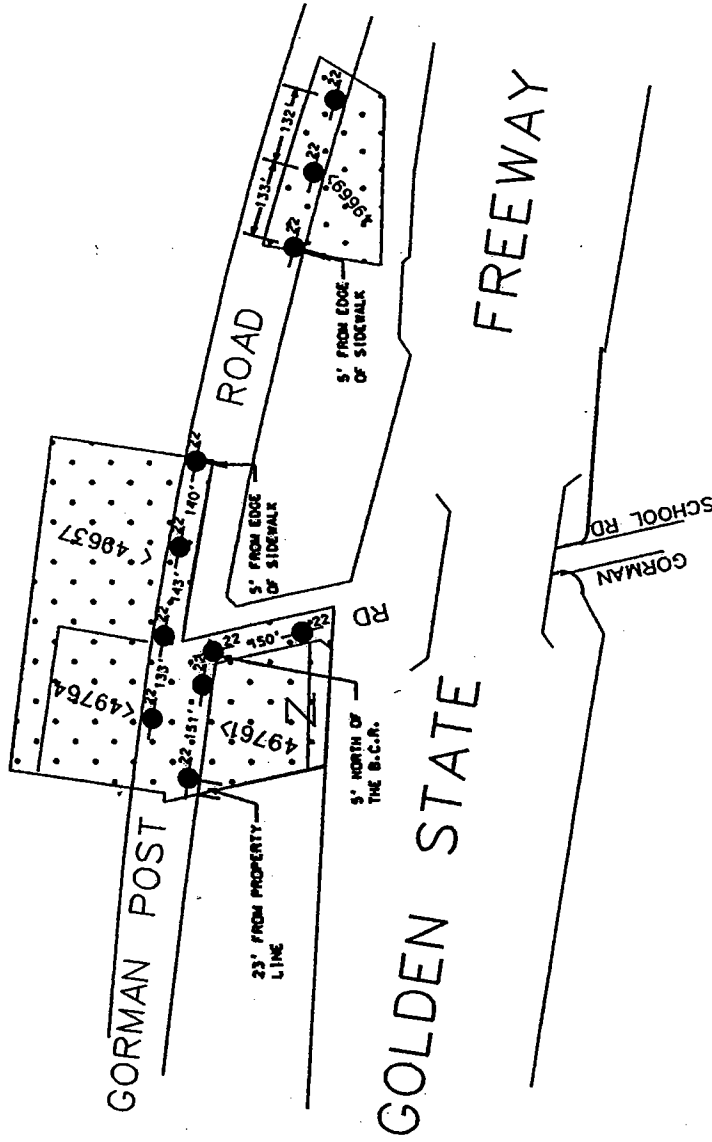 GORMAN POST ROAD
133'
132'
22
22
22
49669>
5' FROM EDGE
OF SIDEWALK
<49637
22
140'
22
143'
22
133'
22
5' FROM EDGE
OF SIDEWALK
<49764
22
151'
22
22
150'
22
49761>
RD
5' NORTH OF
THE B.C.R.
23' FROM PROPERTY
LINE
GOLDEN STATE FREEWAY
GORMAN
SCHOOL RD